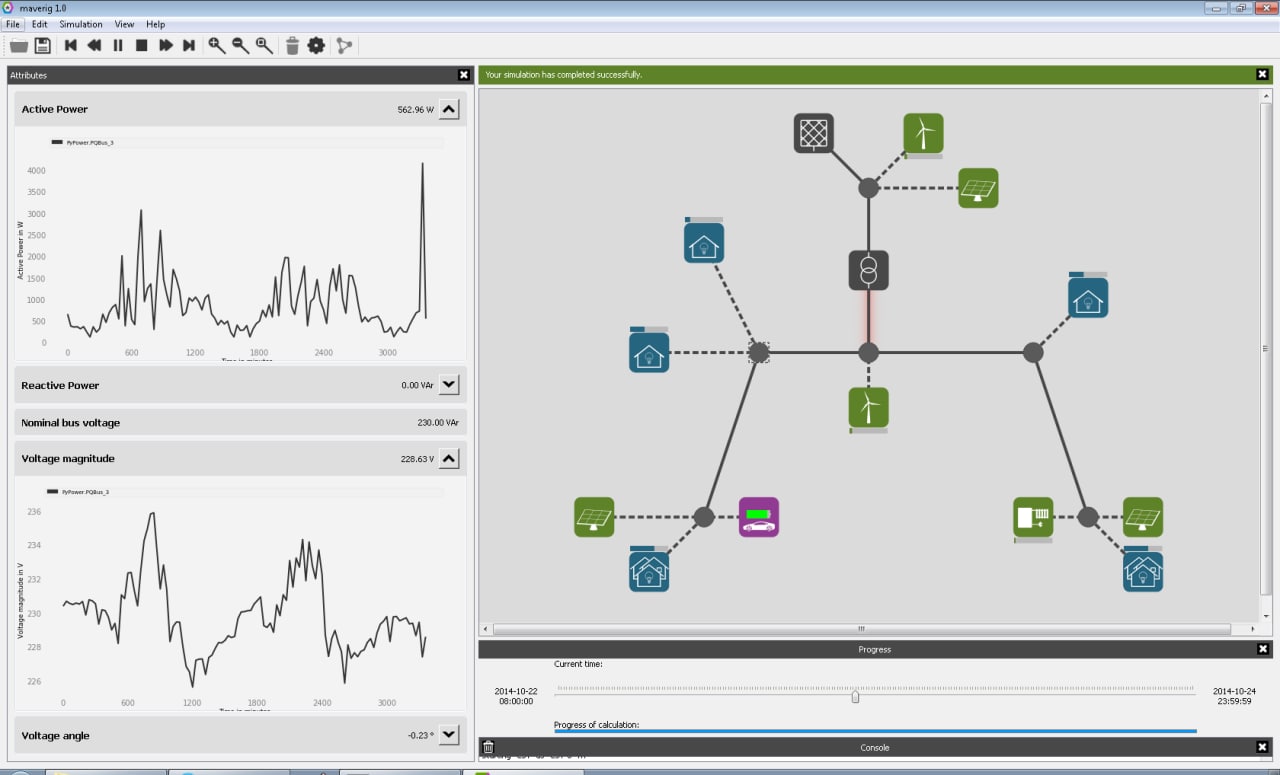 maverig 1.0
File Edit Simulation View Help
Attributes
Active Power 562.96 W
PyPower.PQBus_3
Active Power in W
4000
3500
3000
2500
2000
1500
1000
500
0
0 600 1200 1800 2400 3000
Time in minutes
Reactive Power 0.00 VAr
Nominal bus voltage 230.00 VAr
Voltage magnitude 228.63 V
PyPower.PQBus_3
Voltage magnitude in V
236
234
232
230
228
226
0 600 1200 1800 2400 3000
Time in minutes
Voltage angle -0.23 °
Your simulation has completed successfully.
Progress
Current time:
2014-10-22
08:00:00
2014-10-24
23:59:59
Progress of calculation:
Console